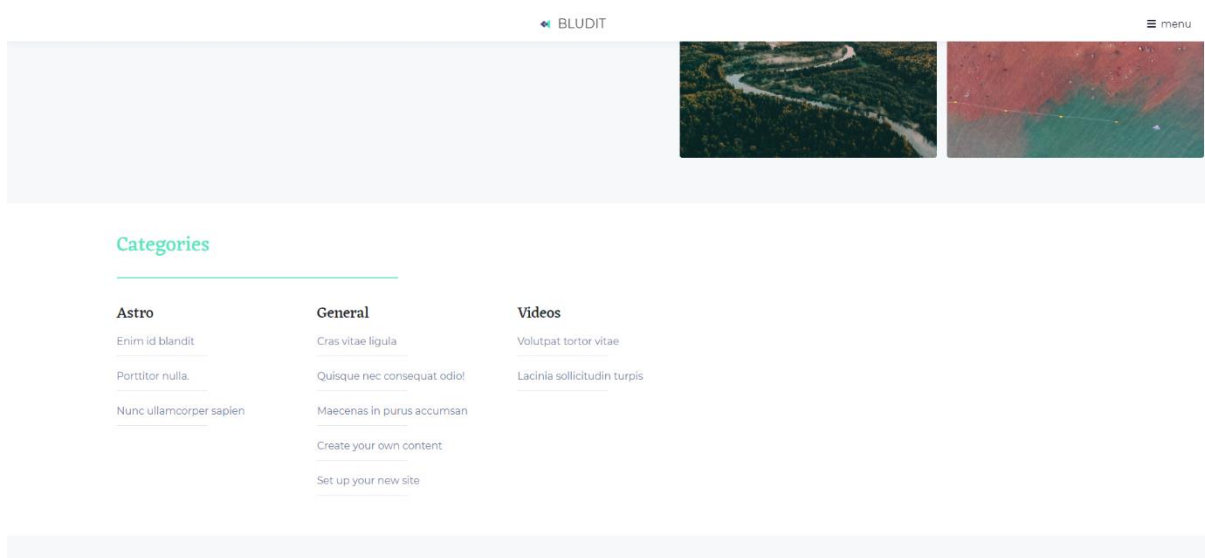 BLUDIT
menu
Categories
Astro
Enim id blandit
Porttitor nulla.
Nunc ullamcorper sapien
General
Cras vitae ligula
Quisque nec consequat odio!
Maecenas in purus accumsan
Create your own content
Set up your new site
Videos
Volutpat tortor vitae
Lacinia sollicitudin turpis